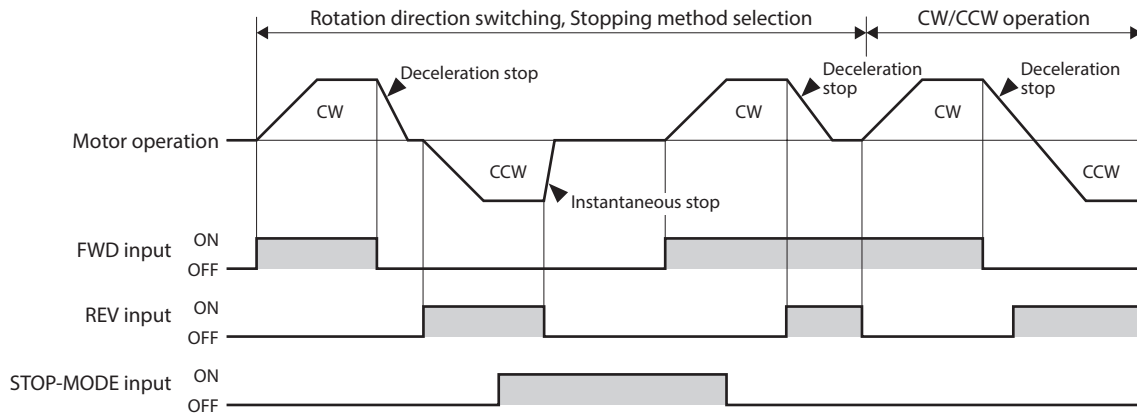 Rotation direction switching, Stopping method selection
CW/CCW operation
Deceleration stop
Deceleration
stop
Deceleration
stop
CW
CW
CW
Motor operation
CCW
CCW
Instantaneous stop
FWD input
ON
OFF
REV input
ON
OFF
STOP-MODE input
ON
OFF